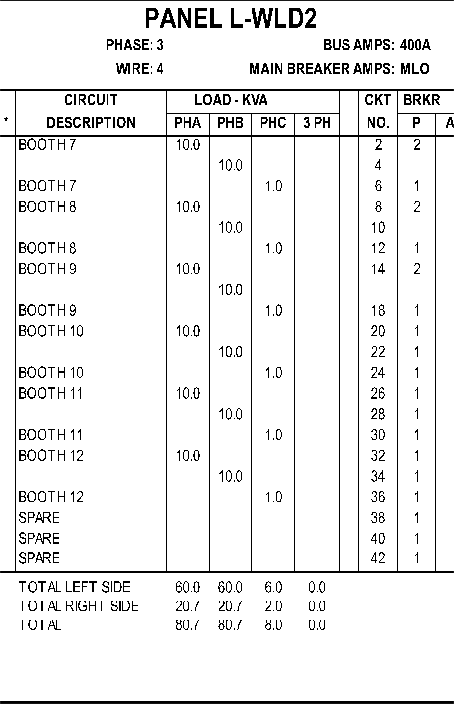 PANEL L-WLD2
PHASE: 3 BUS AMPS: 400A
WIRE: 4 MAIN BREAKER AMPS: MLO
CIRCUIT LOAD - KVA CKT BRKR
* DESCRIPTION PHA PHB PHC 3 PH NO. P A
BOOTH 7 10.0 2 2
10.0 4
BOOTH 7 1.0 6 1
BOOTH 8 10.0 8 2
10.0 10
BOOTH 8 1.0 12 1
BOOTH 9 10.0 14 2
10.0
BOOTH 9 1.0 18 1
BOOTH 10 10.0 20 1
10.0 22 1
BOOTH 10 1.0 24 1
BOOTH 11 10.0 26 1
10.0 28 1
BOOTH 11 1.0 30 1
BOOTH 12 10.0 32 1
10.0 34 1
BOOTH 12 1.0 36 1
SPARE 38 1
SPARE 40 1
SPARE 42 1
TOTAL LEFT SIDE 60.0 60.0 6.0 0.0
TOTAL RIGHT SIDE 20.7 20.7 2.0 0.0
TOTAL 80.7 80.7 8.0 0.0